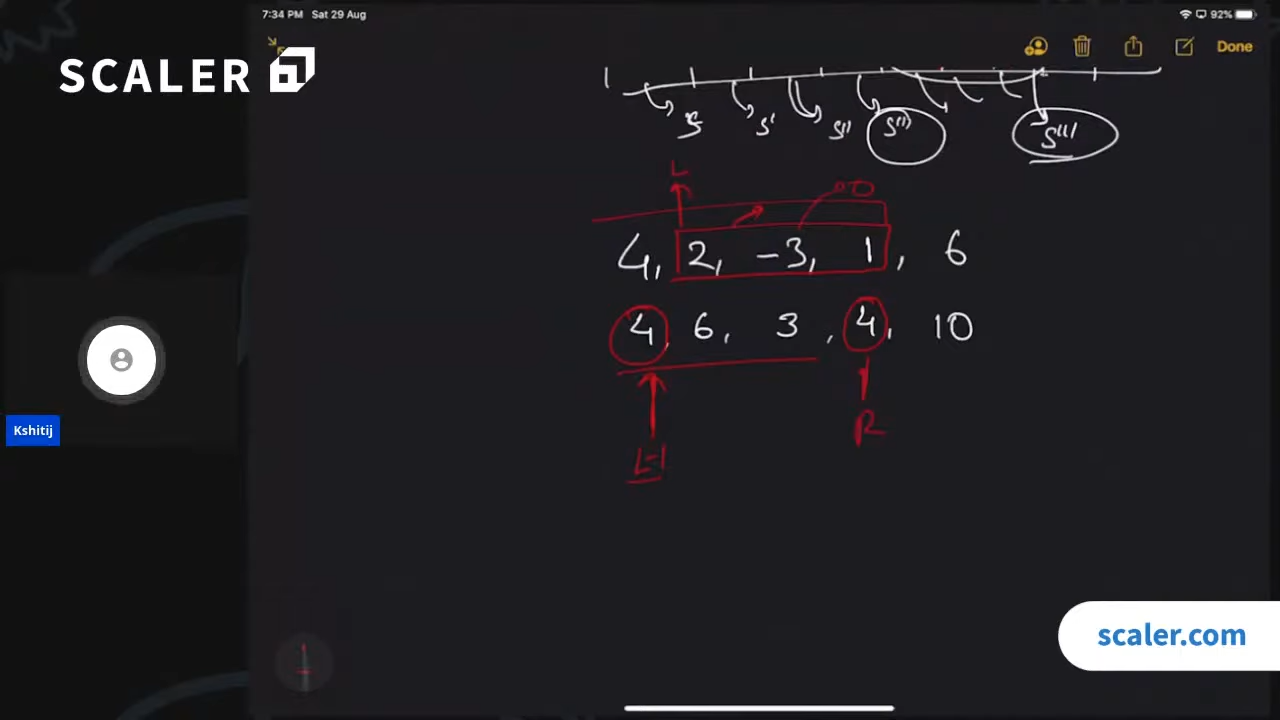 7:34 PM Sat 29 Aug
92%
SCALER
Done
S S' S'' S''' S''''
L
0
4, 2, -3, 1, 6
4, 6, 3, 4, 10
R
L-1
Kshitij
scaler.com